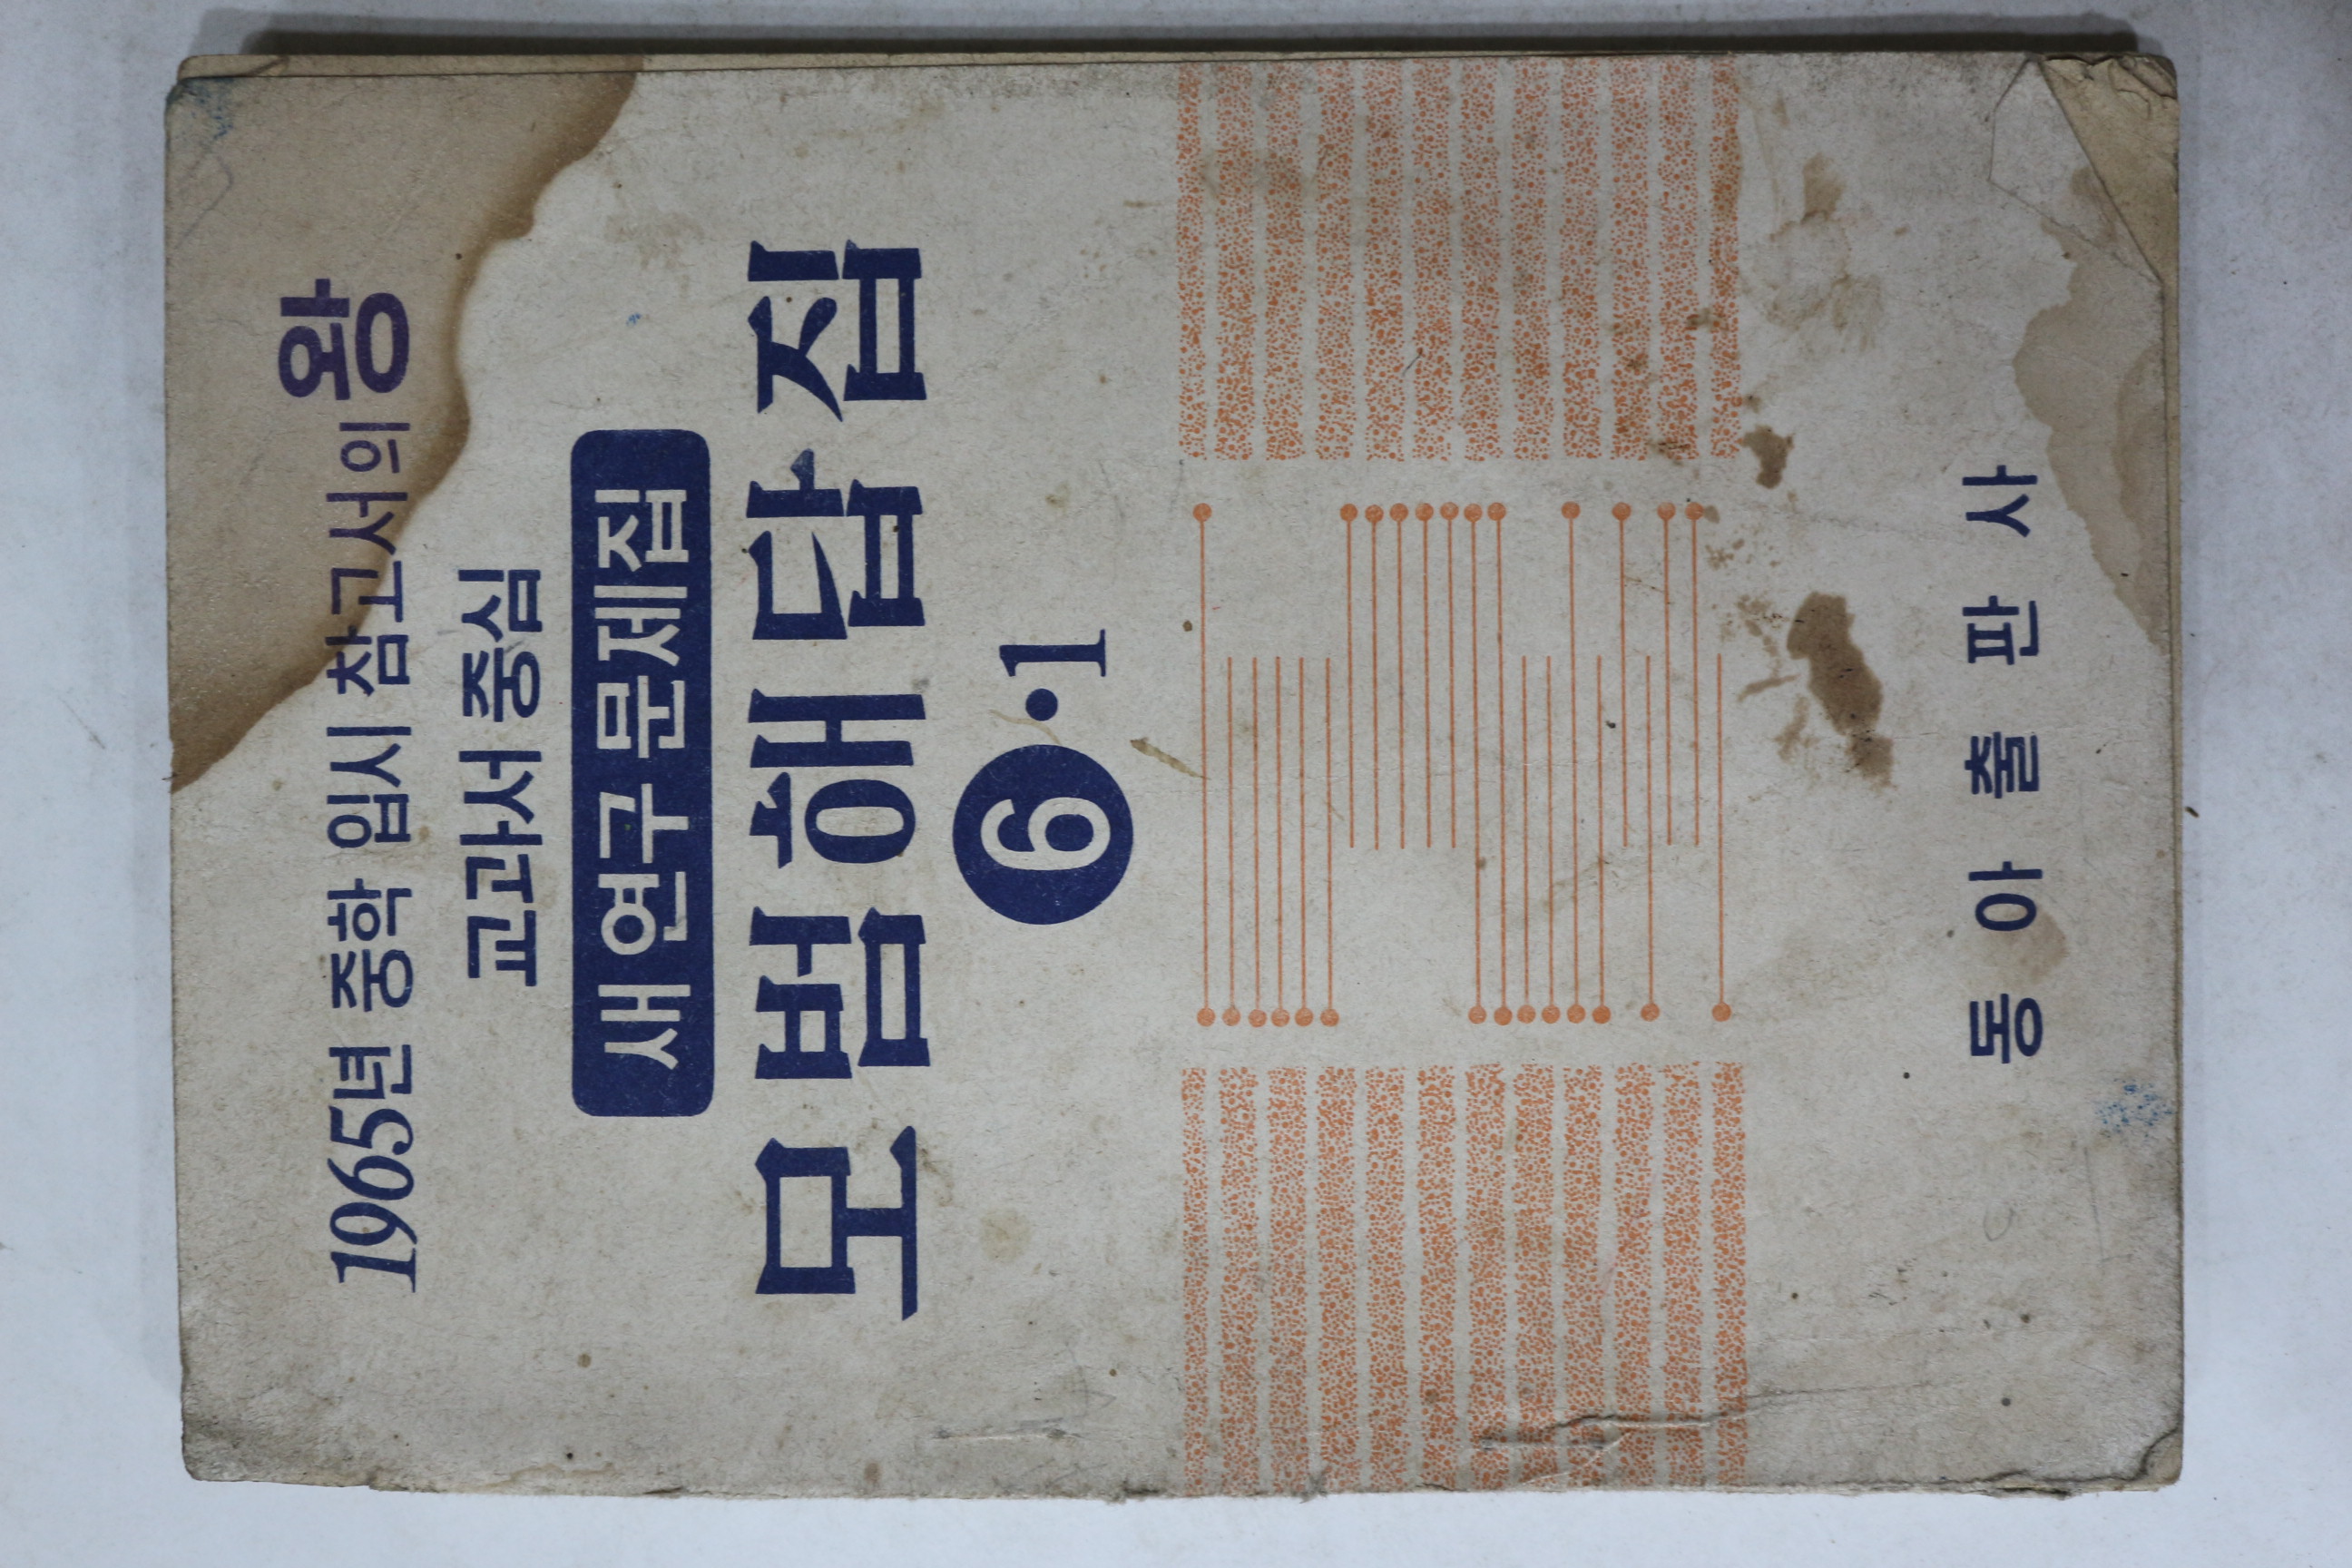 1965년 중학 입시 참고서의 왕
교과서 중심
새 연구 문제집
모범해답집
6·1
동아출판사